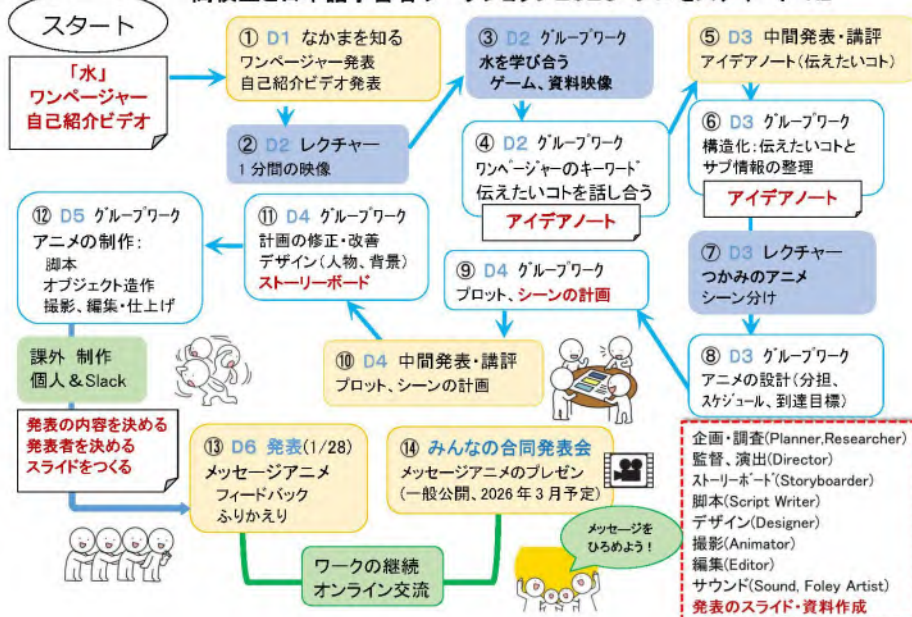 スタート
「水」
ワンページャー
自己紹介ビデオ
① D1 なかまを知る
ワンページャー発表
自己紹介ビデオ発表
② D2 レクチャー
1分間の映像
③ D2 グループワーク
水を学び合う
ゲーム、資料映像
④ D2 グループワーク
ワンページャーのキーワード
伝えたいコトを話し合う
アイデアノート
⑤ D3 中間発表・講評
アイデアノート(伝えたいコト)
⑥ D3 グループワーク
構造化:伝えたいコトと
サブ情報の整理
アイデアノート
⑦ D3 レクチャー
つかみのアニメ
シーン分け
⑧ D3 グループワーク
アニメの設計(分担、
スケジュール、到達目標)
⑨ D4 グループワーク
プロット、シーンの計画
⑩ D4 中間発表・講評
プロット、シーンの計画
⑪ D4 グループワーク
計画の修正・改善
デザイン(人物、背景)
ストーリーボード
⑫ D5 グループワーク
アニメの制作:
脚本
オブジェクト造作
撮影、編集・仕上げ
課外 制作
個人&Slack
発表の内容を決める
発表者を決める
スライドをつくる
⑬ D6 発表(1/28)
メッセージアニメ
フィードバック
ふりかえり
⑭ みんなの合同発表会
メッセージアニメのプレゼン
(一般公開、2026年3月予定)
ワークの継続
オンライン交流
メッセージを
ひろめよう!
企画・調査(Planner,Researcher)
監督、演出(Director)
ストーリーボード(Storyboarder)
脚本(Script Writer)
デザイン(Designer)
撮影(Animator)
編集(Editor)
サウンド(Sound, Foley Artist)
発表のスライド・資料作成